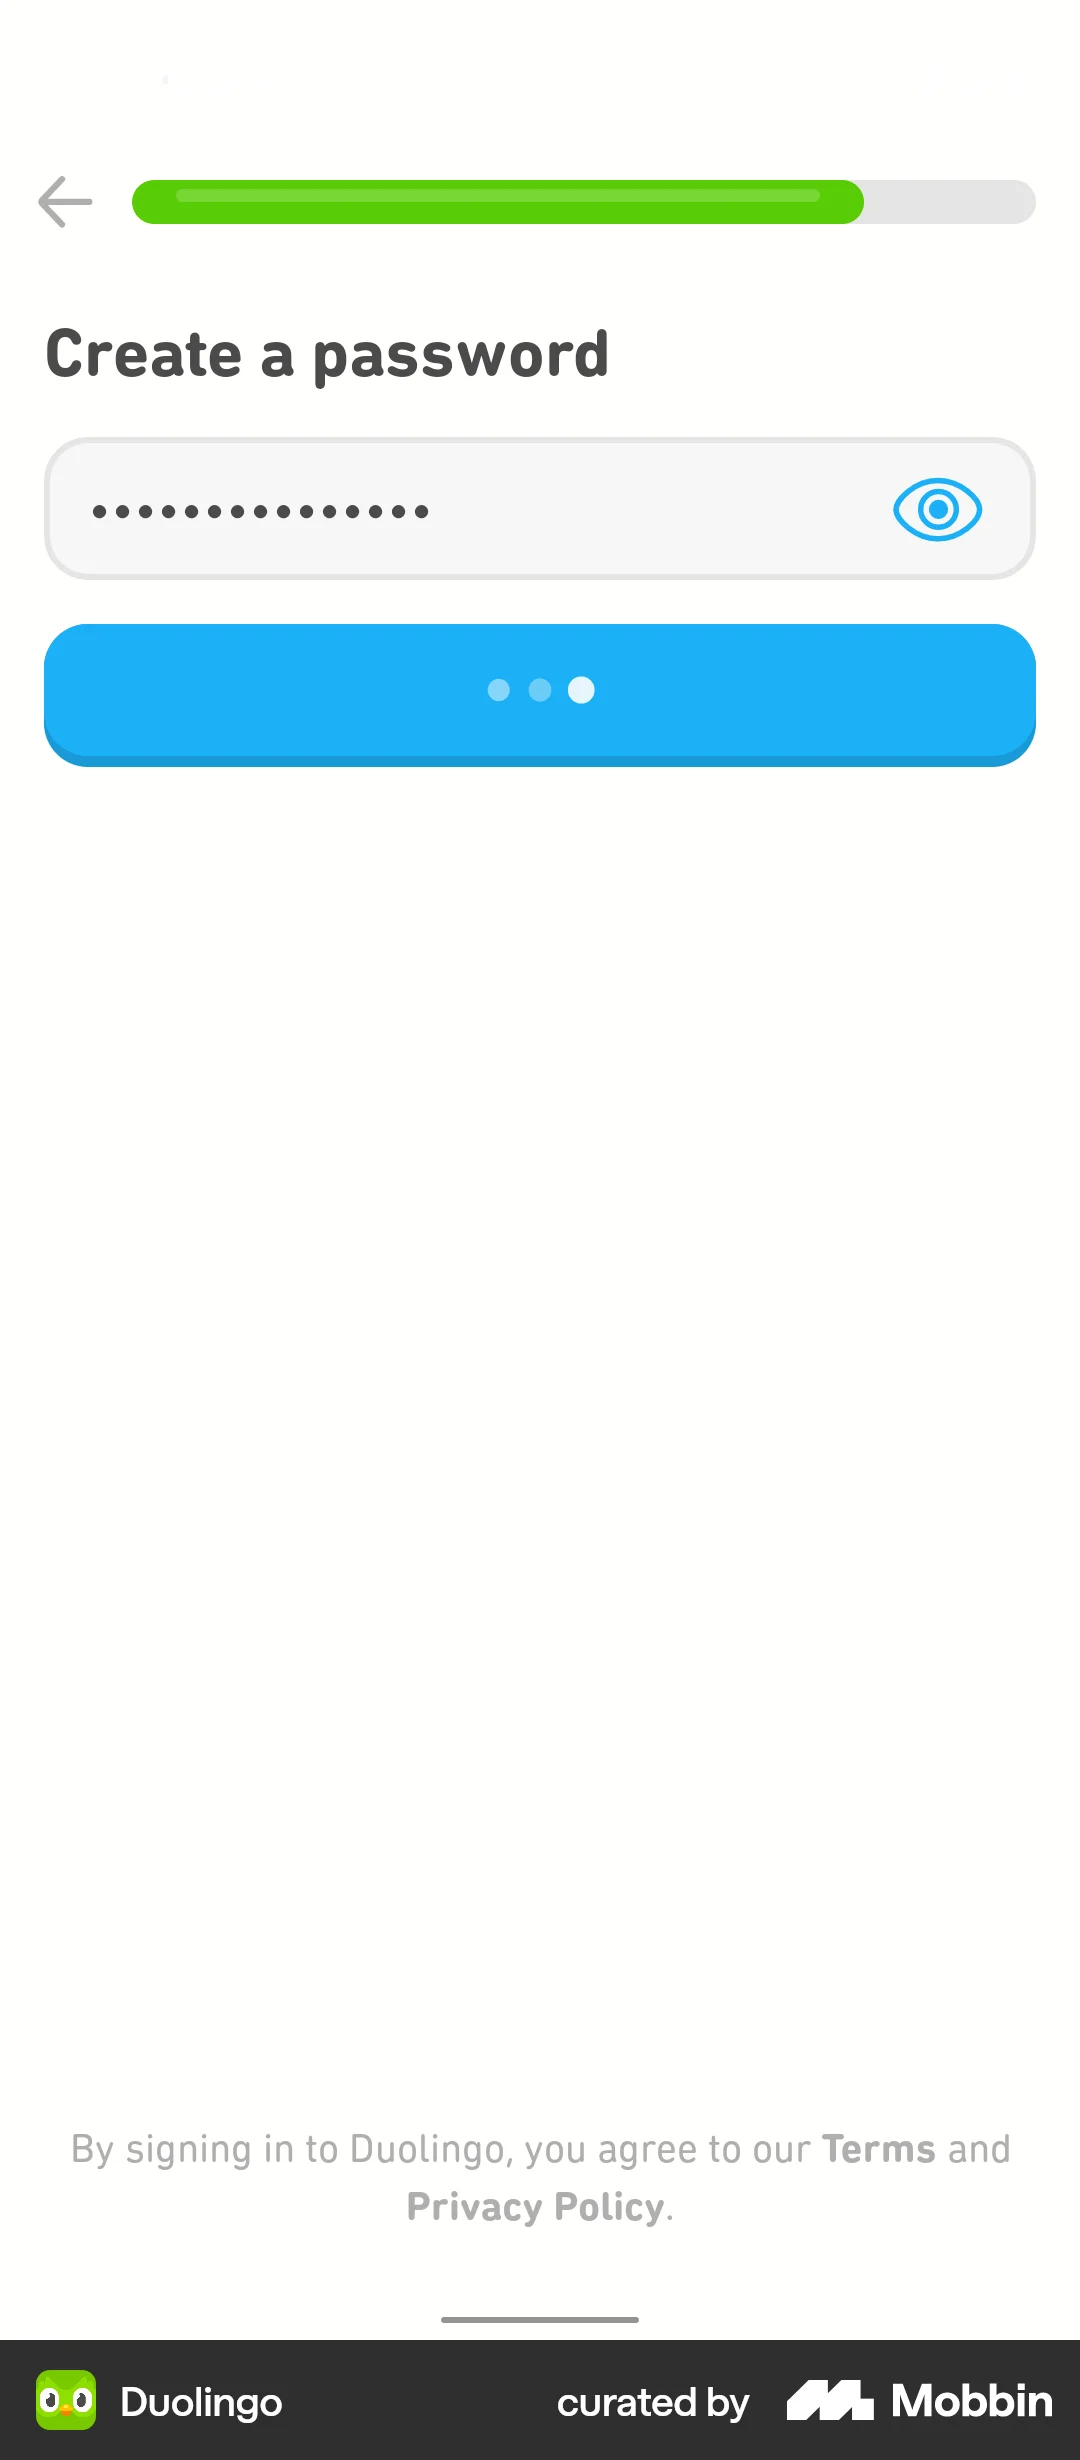 Create a password
•••••••••••••••
By signing in to Duolingo, you agree to our Terms and
Privacy Policy.
Duolingo
curated by Mobbin